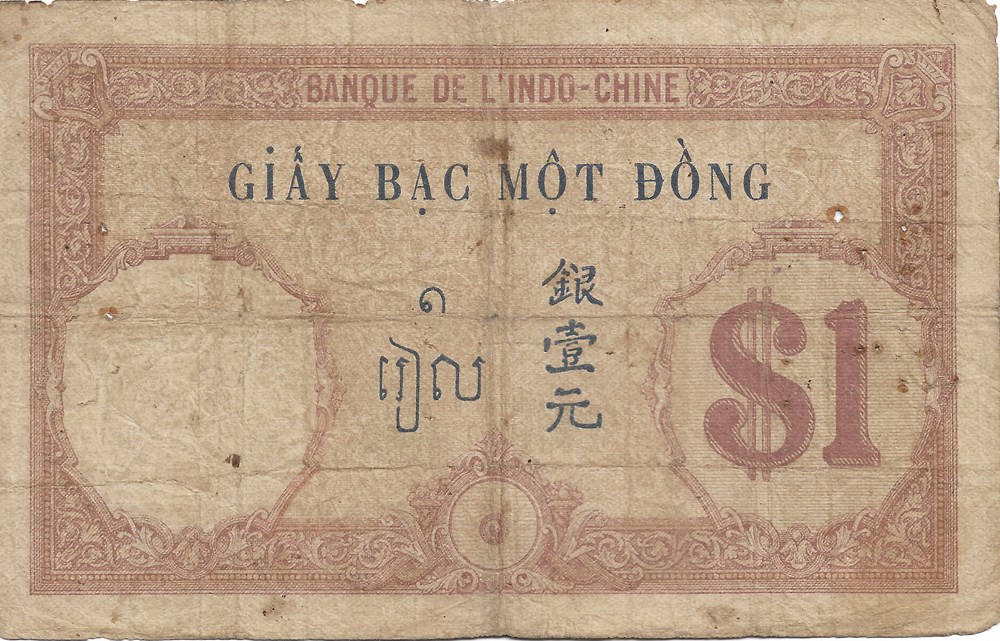 BANQUE DE L'INDO-CHINE
GIẤY BẠC MỘT ĐỒNG
១
រៀល
銀壹元
$1